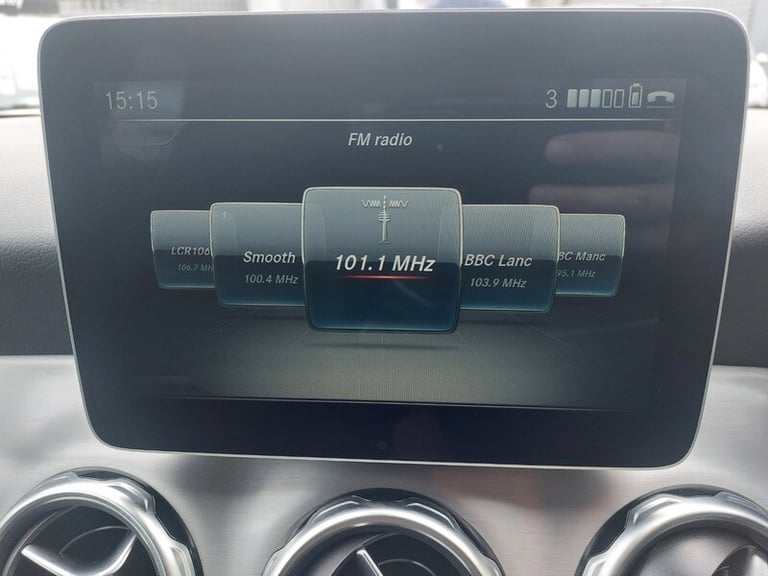 15:15
3
FM radio
LCR106
106.7 MH
Smooth
100.4 MHz
101.1 MHz
BBC Lanc
103.9 MHz
BC Manc
95.1 MHz